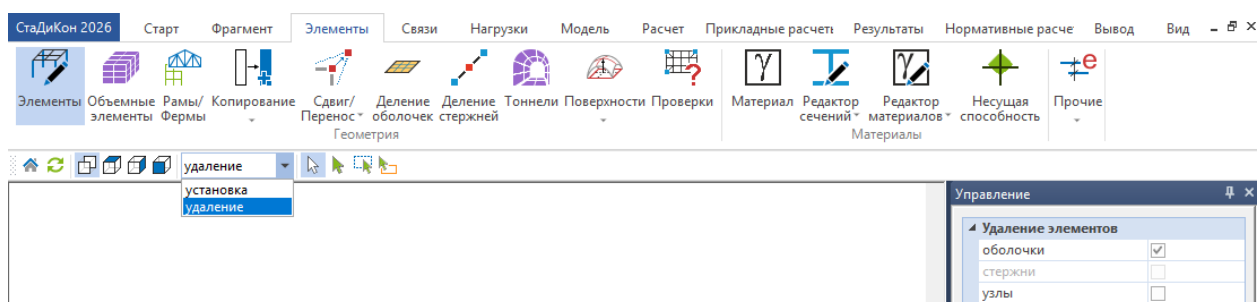 СтаДиКон 2026 Старт Фрагмент Элементы Связи Нагрузки Модель Расчет Прикладные расчеть Результаты Нормативные расче Вывод Вид
Элементы Объемные элементы Рамы/ Фермы Копирование Сдвиг/ Перенос Деление оболочек Деление стержней Тоннели Поверхности Проверки Материал Редактор сечений Редактор материалов Несущая способность Прочие
Геометрия Материалы
удаление
установка
удаление
Управление
Удаление элементов
оболочки
стержни
узлы